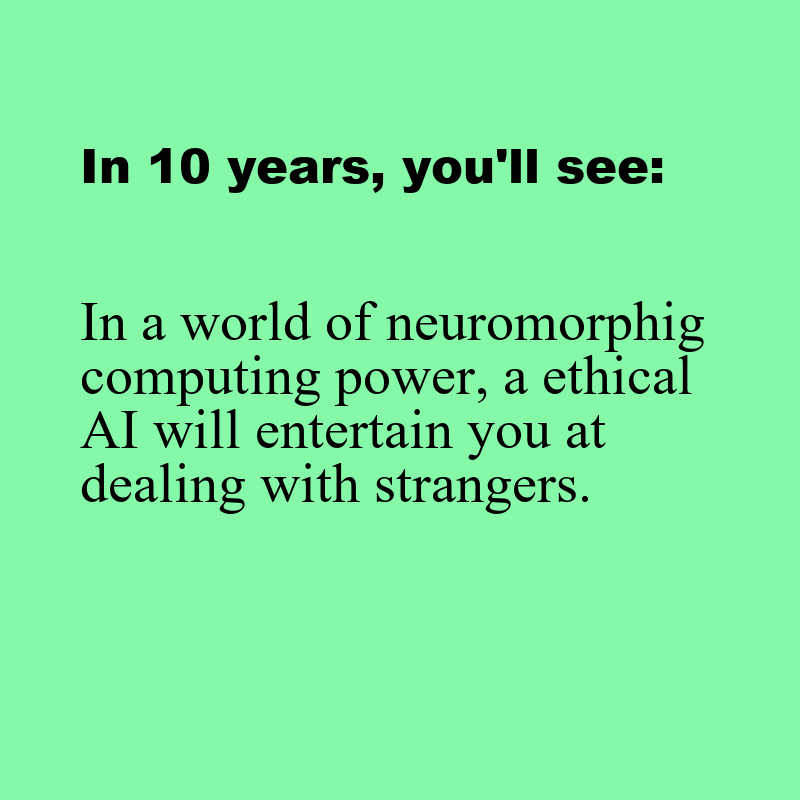 In 10 years, you'll see:
In a world of neuromorphig
computing power, a ethical
AI will entertain you at
dealing with strangers.